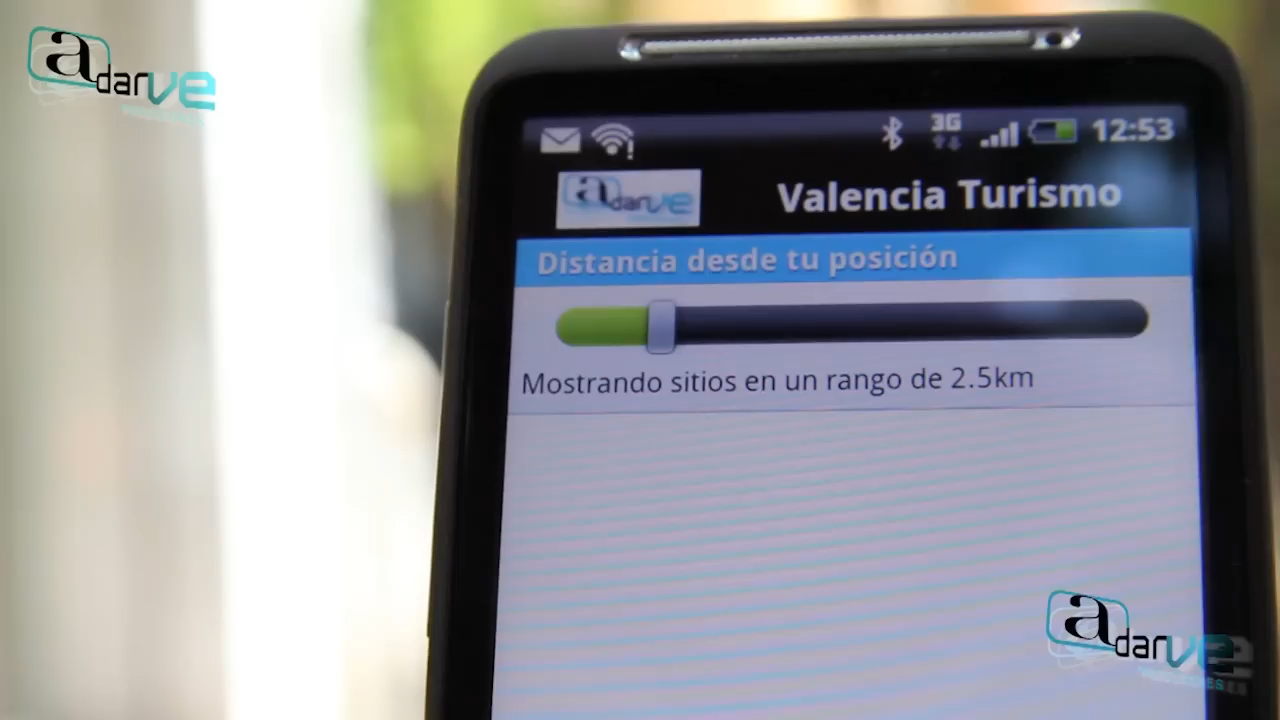 adarve
3G
12:53
adarve
Valencia Turismo
Distancia desde tu posición
Mostrando sitios en un rango de 2.5km
adarve